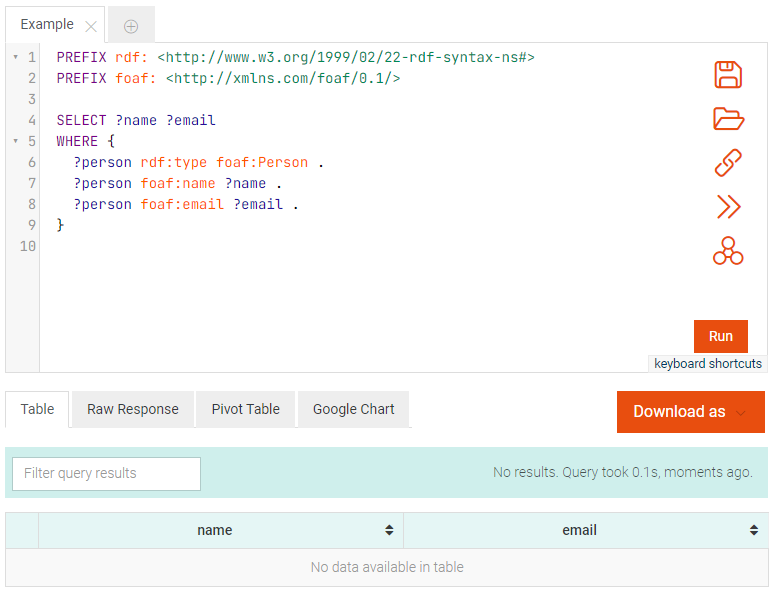 Example
1 PREFIX rdf: <http://www.w3.org/1999/02/22-rdf-syntax-ns#>
2 PREFIX foaf: <http://xmlns.com/foaf/0.1/>
3
4 SELECT ?name ?email
5 WHERE {
6 ?person rdf:type foaf:Person .
7 ?person foaf:name ?name .
8 ?person foaf:email ?email .
9 }
10
Run
keyboard shortcuts
Table Raw Response Pivot Table Google Chart Download as
Filter query results No results. Query took 0.1s, moments ago.
name email
No data available in table